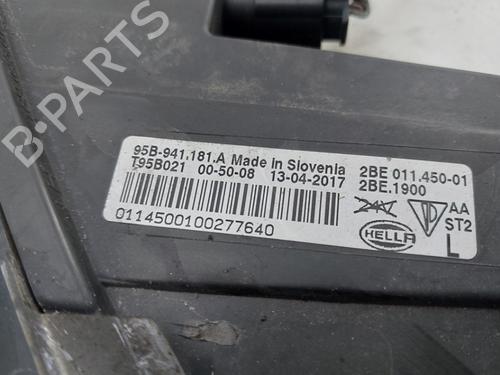 95B-941.181.A Made In Slovenia 2BE 011.450-01
T95B021 00-50-08 13-04-2017 2BE.1900
24V AA
ST2
0114500100277640 HELLA L
B-PARTS